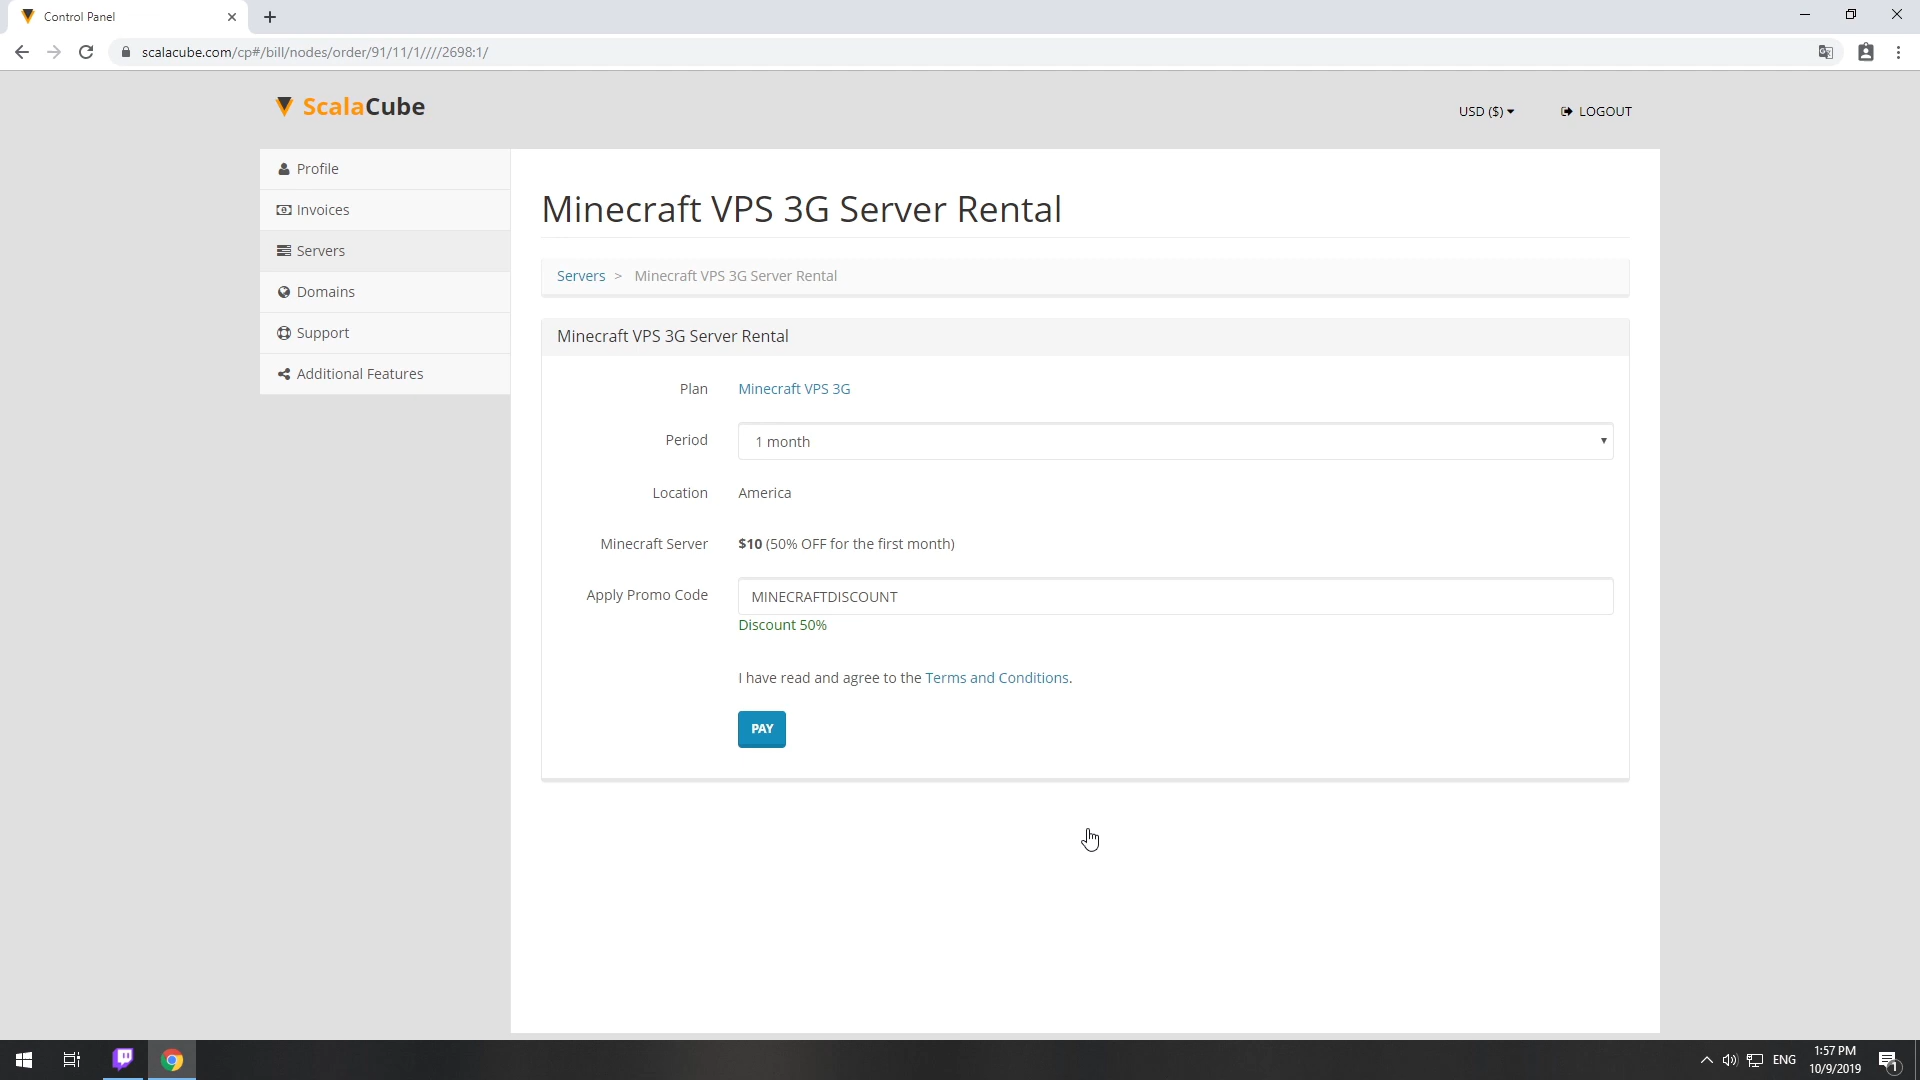 Control Panel
scalacube.com/cp#/bill/nodes/order/91/11/1////2698:1/
ScalaCube
USD ($)
LOGOUT
Profile
Invoices
Servers
Domains
Support
Additional Features
Minecraft VPS 3G Server Rental
Servers > Minecraft VPS 3G Server Rental
Minecraft VPS 3G Server Rental
Plan Minecraft VPS 3G
Period 1 month
Location America
Minecraft Server $10 (50% OFF for the first month)
Apply Promo Code MINECRAFTDISCOUNT
Discount 50%
I have read and agree to the Terms and Conditions.
PAY
ENG
1:57 PM
10/9/2019
1